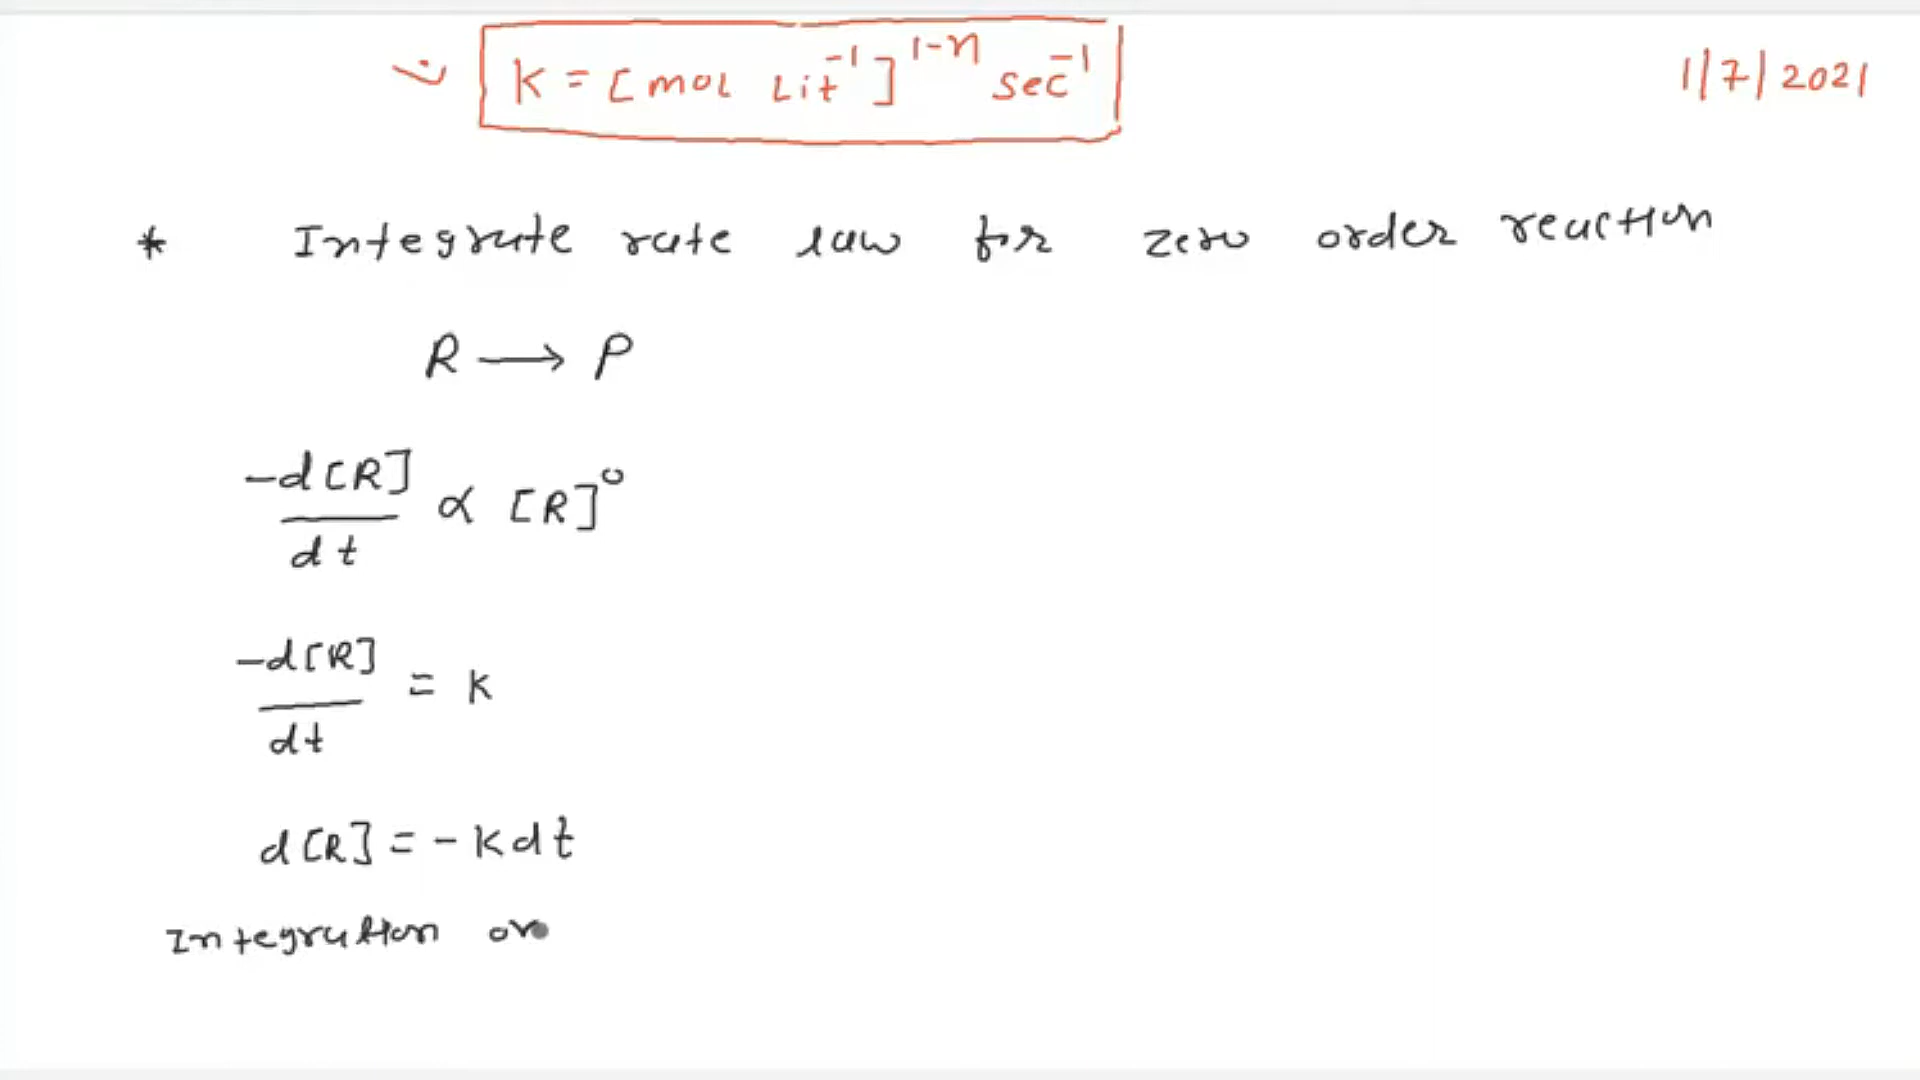 K = [mol Lit⁻¹]¹⁻ⁿ sec⁻¹
1/7/2021
* Integrate rate law for zero order reaction
R → P
-d[R]/dt ∝ [R]⁰
-d[R]/dt = K
d[R] = -Kdt
Integration on